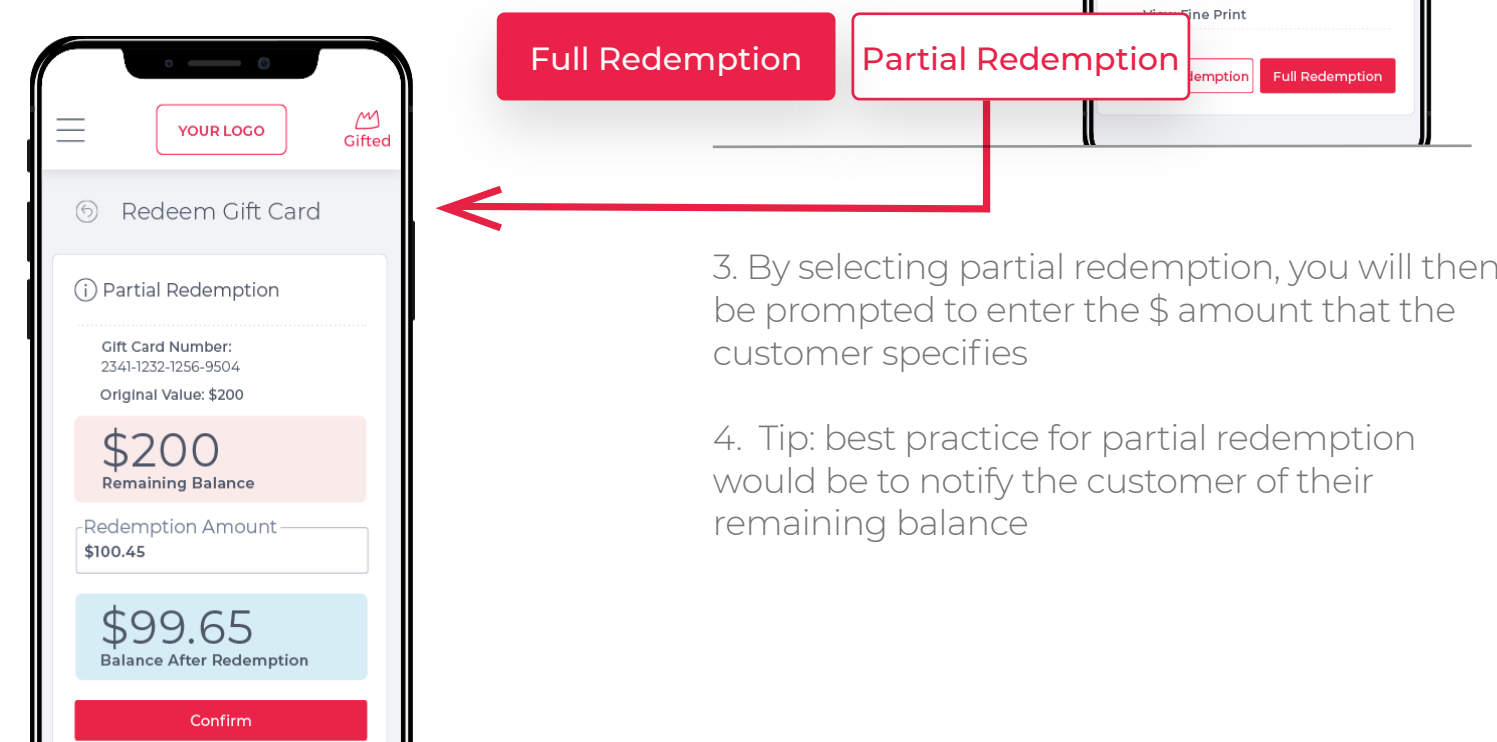 View Fine Print
Full Redemption
Partial Redemption
Full Redemption
YOUR LOGO
Gifted
Redeem Gift Card
Partial Redemption
Gift Card Number:
2341-1232-1256-9504
Original Value: $200
$200
Remaining Balance
Redemption Amount
$100.45
$99.65
Balance After Redemption
Confirm
3. By selecting partial redemption, you will then
be prompted to enter the $ amount that the
customer specifies
4. Tip: best practice for partial redemption
would be to notify the customer of their
remaining balance